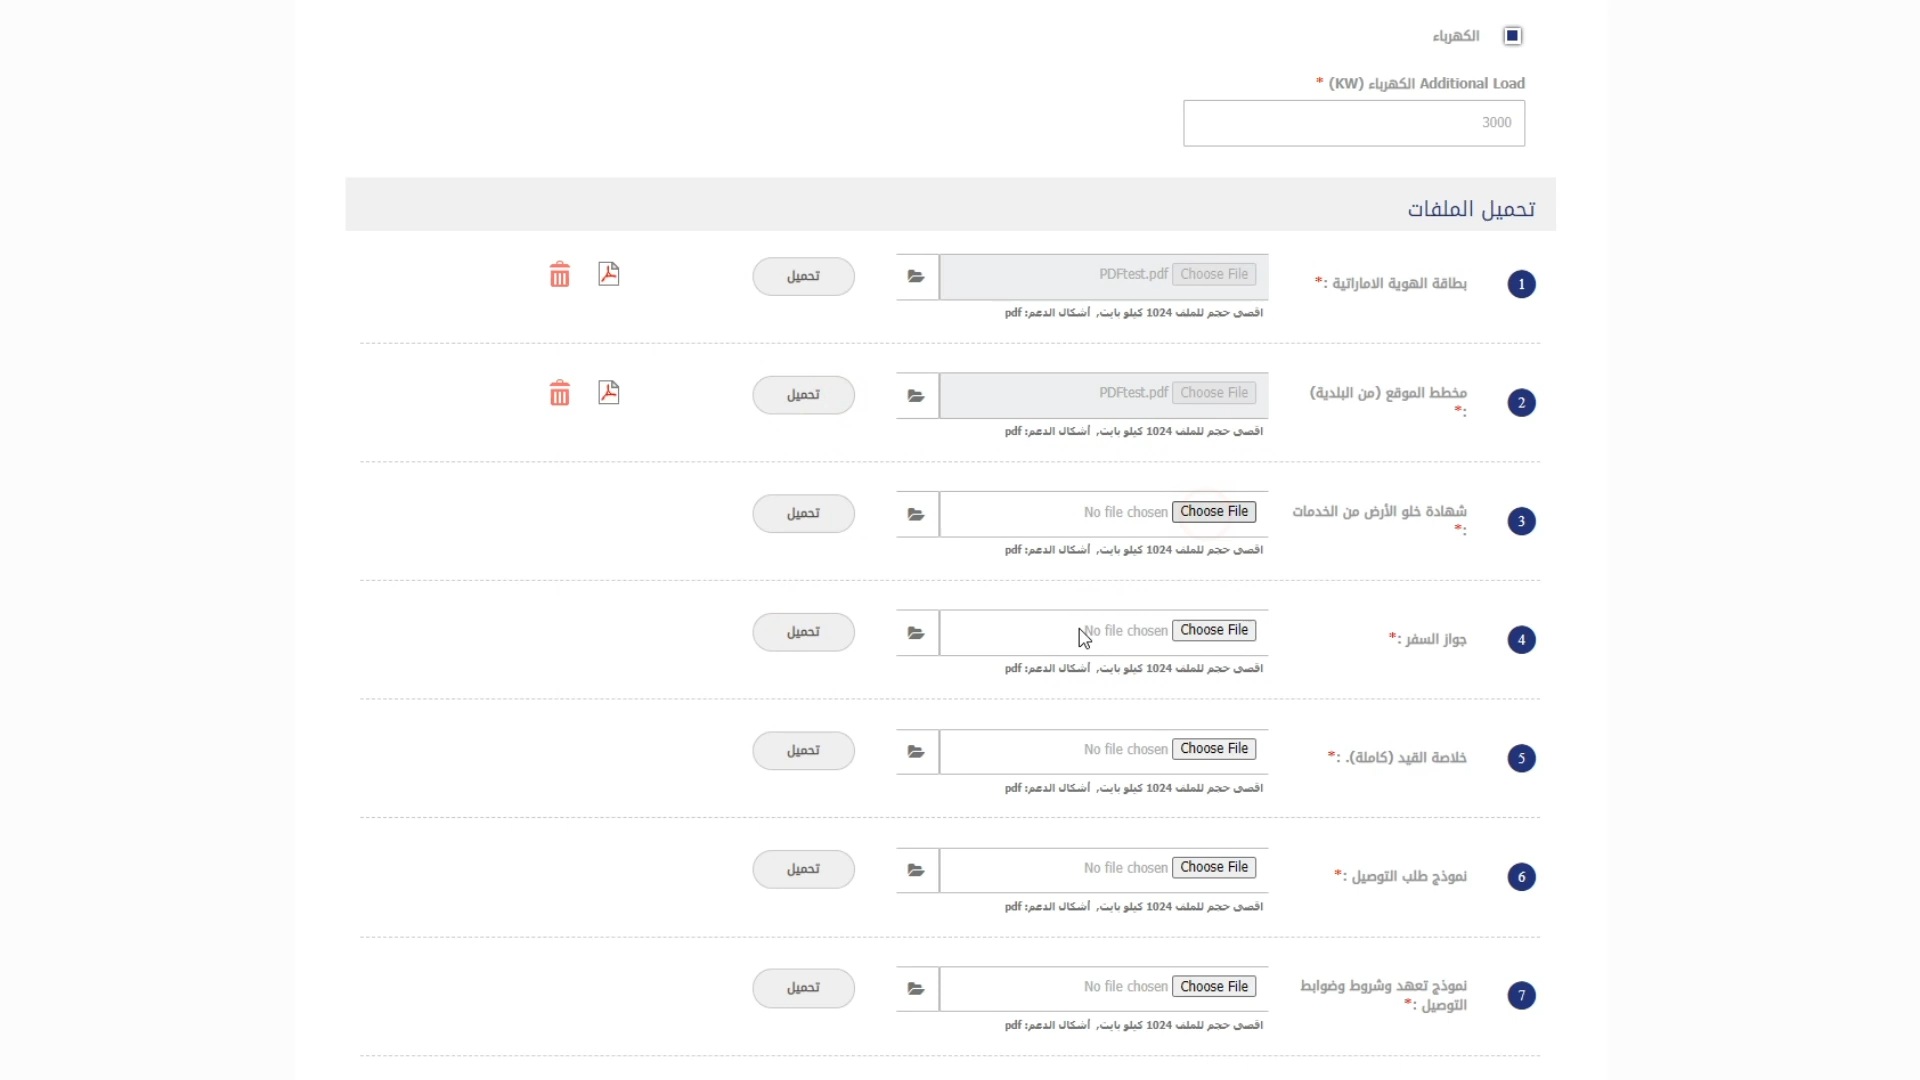 الكهرباء
Additional Load الكهرباء (KW) *
3000
تحميل الملفات
1 بطاقة الهوية الاماراتية :* Choose File PDFtest.pdf تحميل
اقصى حجم للملف 1024 كيلو بايت, أشكال الدعم: pdf
2 مخطط الموقع (من البلدية) :* Choose File PDFtest.pdf تحميل
اقصى حجم للملف 1024 كيلو بايت, أشكال الدعم: pdf
3 شهادة خلو الأرض من الخدمات :* Choose File No file chosen تحميل
اقصى حجم للملف 1024 كيلو بايت, أشكال الدعم: pdf
4 جواز السفر :* Choose File No file chosen تحميل
اقصى حجم للملف 1024 كيلو بايت, أشكال الدعم: pdf
5 خلاصة القيد (كاملة). :* Choose File No file chosen تحميل
اقصى حجم للملف 1024 كيلو بايت, أشكال الدعم: pdf
6 نموذج طلب التوصيل :* Choose File No file chosen تحميل
اقصى حجم للملف 1024 كيلو بايت, أشكال الدعم: pdf
7 نموذج تعهد وشروط وضوابط
التوصيل :* Choose File No file chosen تحميل
اقصى حجم للملف 1024 كيلو بايت, أشكال الدعم: pdf